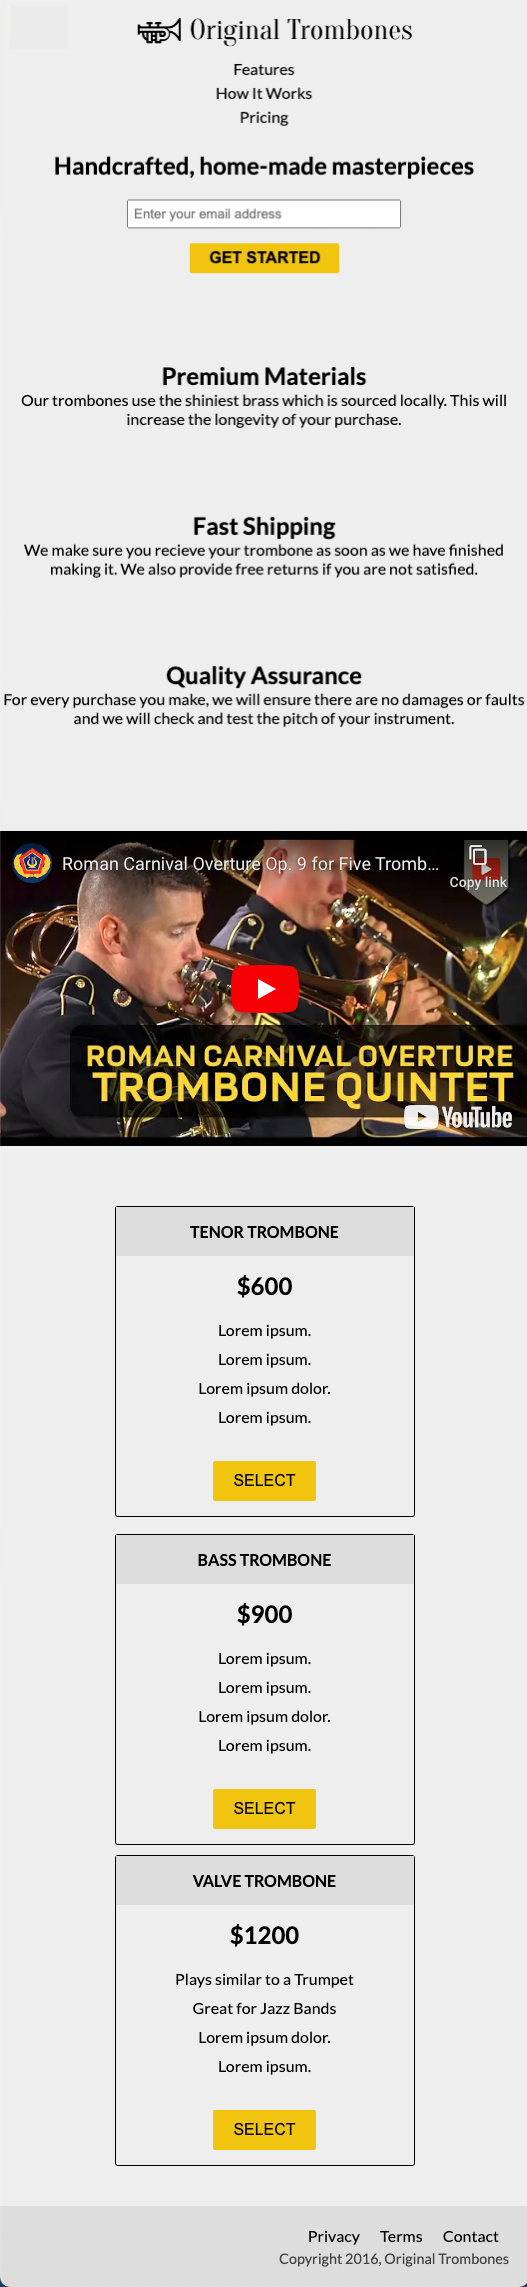 Original Trombones
Features
How It Works
Pricing
Handcrafted, home-made masterpieces
Enter your email address
GET STARTED
Premium Materials
Our trombones use the shiniest brass which is sourced locally. This will
increase the longevity of your purchase.
Fast Shipping
We make sure you recieve your trombone as soon as we have finished
making it. We also provide free returns if you are not satisfied.
Quality Assurance
For every purchase you make, we will ensure there are no damages or faults
and we will check and test the pitch of your instrument.
Roman Carnival Overture Op. 9 for Five Tromb...
Copy link
ROMAN CARNIVAL OVERTURE
TROMBONE QUINTET
YouTube
TENOR TROMBONE
$600
Lorem ipsum.
Lorem ipsum.
Lorem ipsum dolor.
Lorem ipsum.
SELECT
BASS TROMBONE
$900
Lorem ipsum.
Lorem ipsum.
Lorem ipsum dolor.
Lorem ipsum.
SELECT
VALVE TROMBONE
$1200
Plays similar to a Trumpet
Great for Jazz Bands
Lorem ipsum dolor.
Lorem ipsum.
SELECT
Privacy Terms Contact
Copyright 2016, Original Trombones